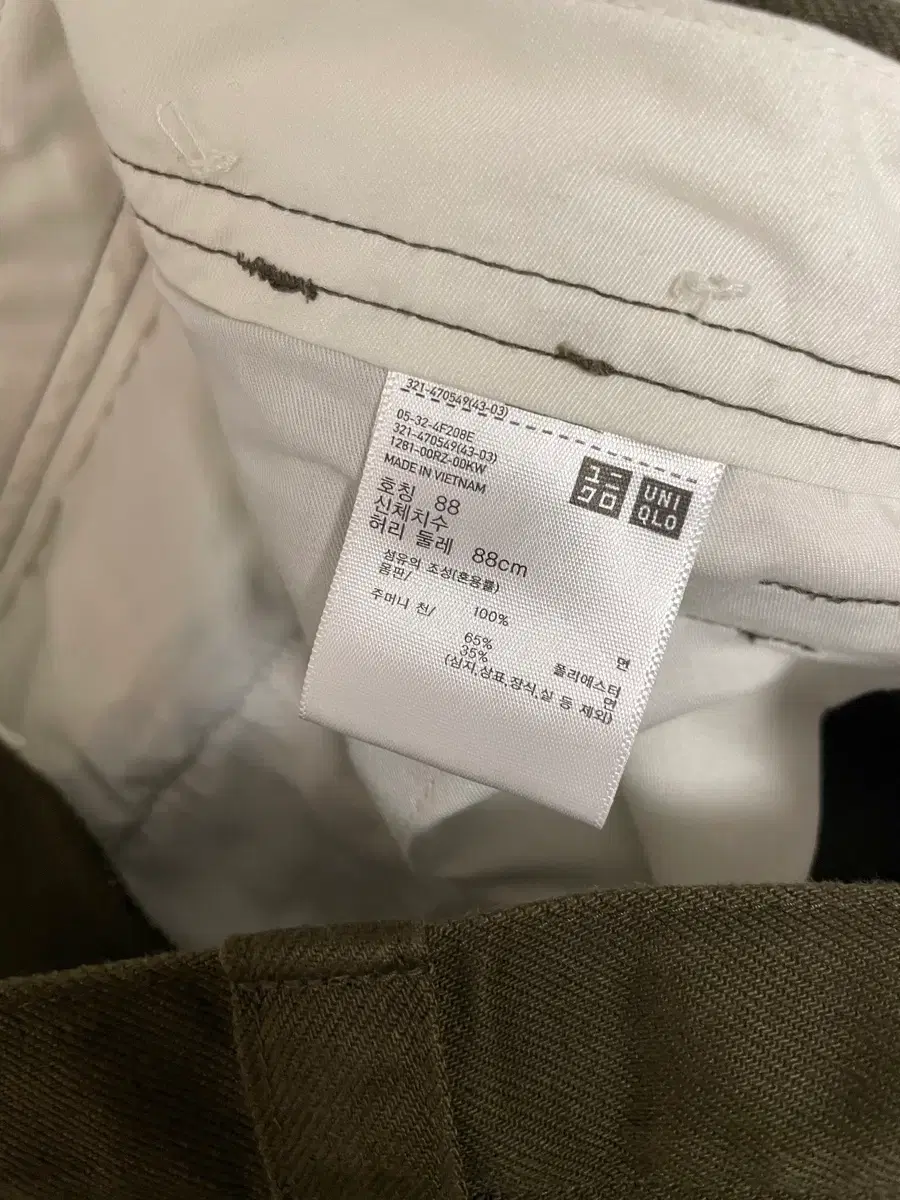 321-470549(43-03)
05-32-4F208E
321-470549(43-03)
1281-00RZ-00KW
MADE IN VIETNAM
ユニ
クロ
UNI
QLO
호칭 88
신체치수
허리 둘레 88cm
섬유의 조성(혼용률)
몸판/
100% 면
주머니 천/
65% 폴리에스터
35% 면
(심지,상표,장식,실 등 제외)